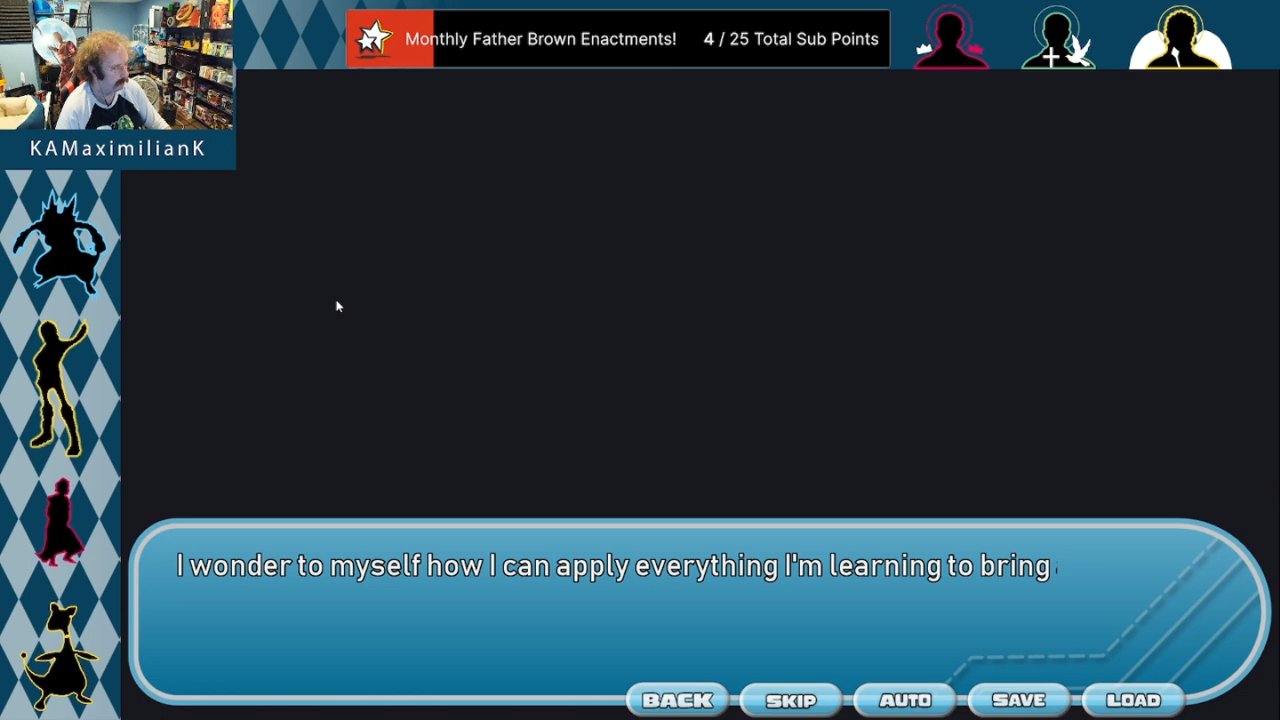 Monthly Father Brown Enactments! 4 / 25 Total Sub Points
KAMaximilianK
I wonder to myself how I can apply everything I'm learning to bring
BACK SKIP AUTO SAVE LOAD